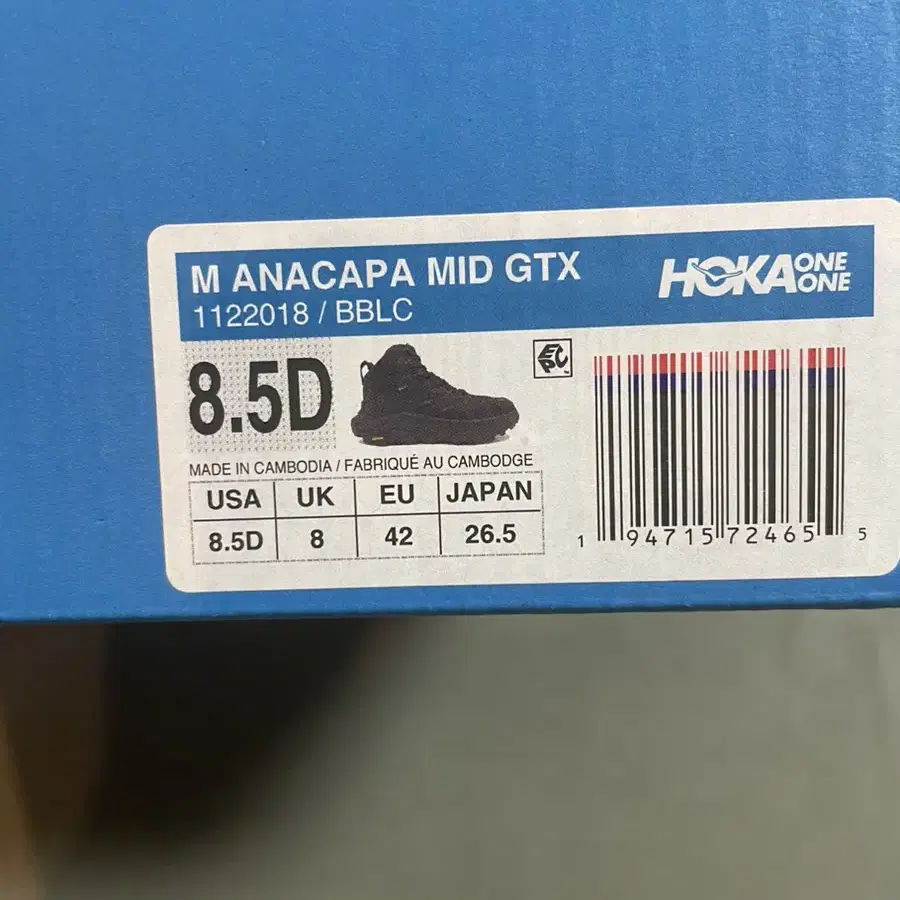 M ANACAPA MID GTX
1122018 / BBLC
HOKA ONE ONE
8.5D
EPC
MADE IN CAMBODIA / FABRIQUÉ AU CAMBODGE
USA UK EU JAPAN
8.5D 8 42 26.5
1 94715 72465 5